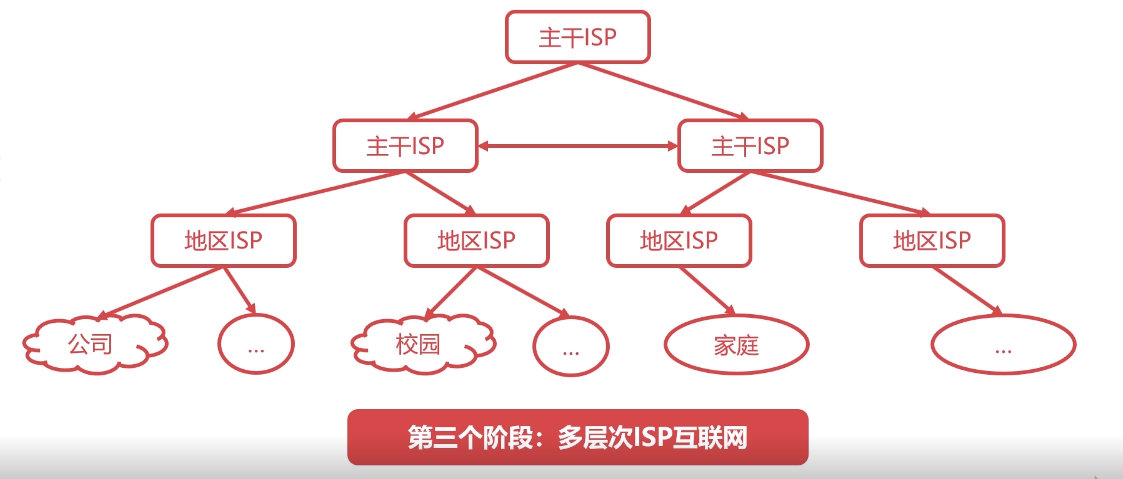 主干ISP
主干ISP
主干ISP
地区ISP
地区ISP
地区ISP
地区ISP
公司
...
校园
...
家庭
...
第三个阶段：多层次ISP互联网